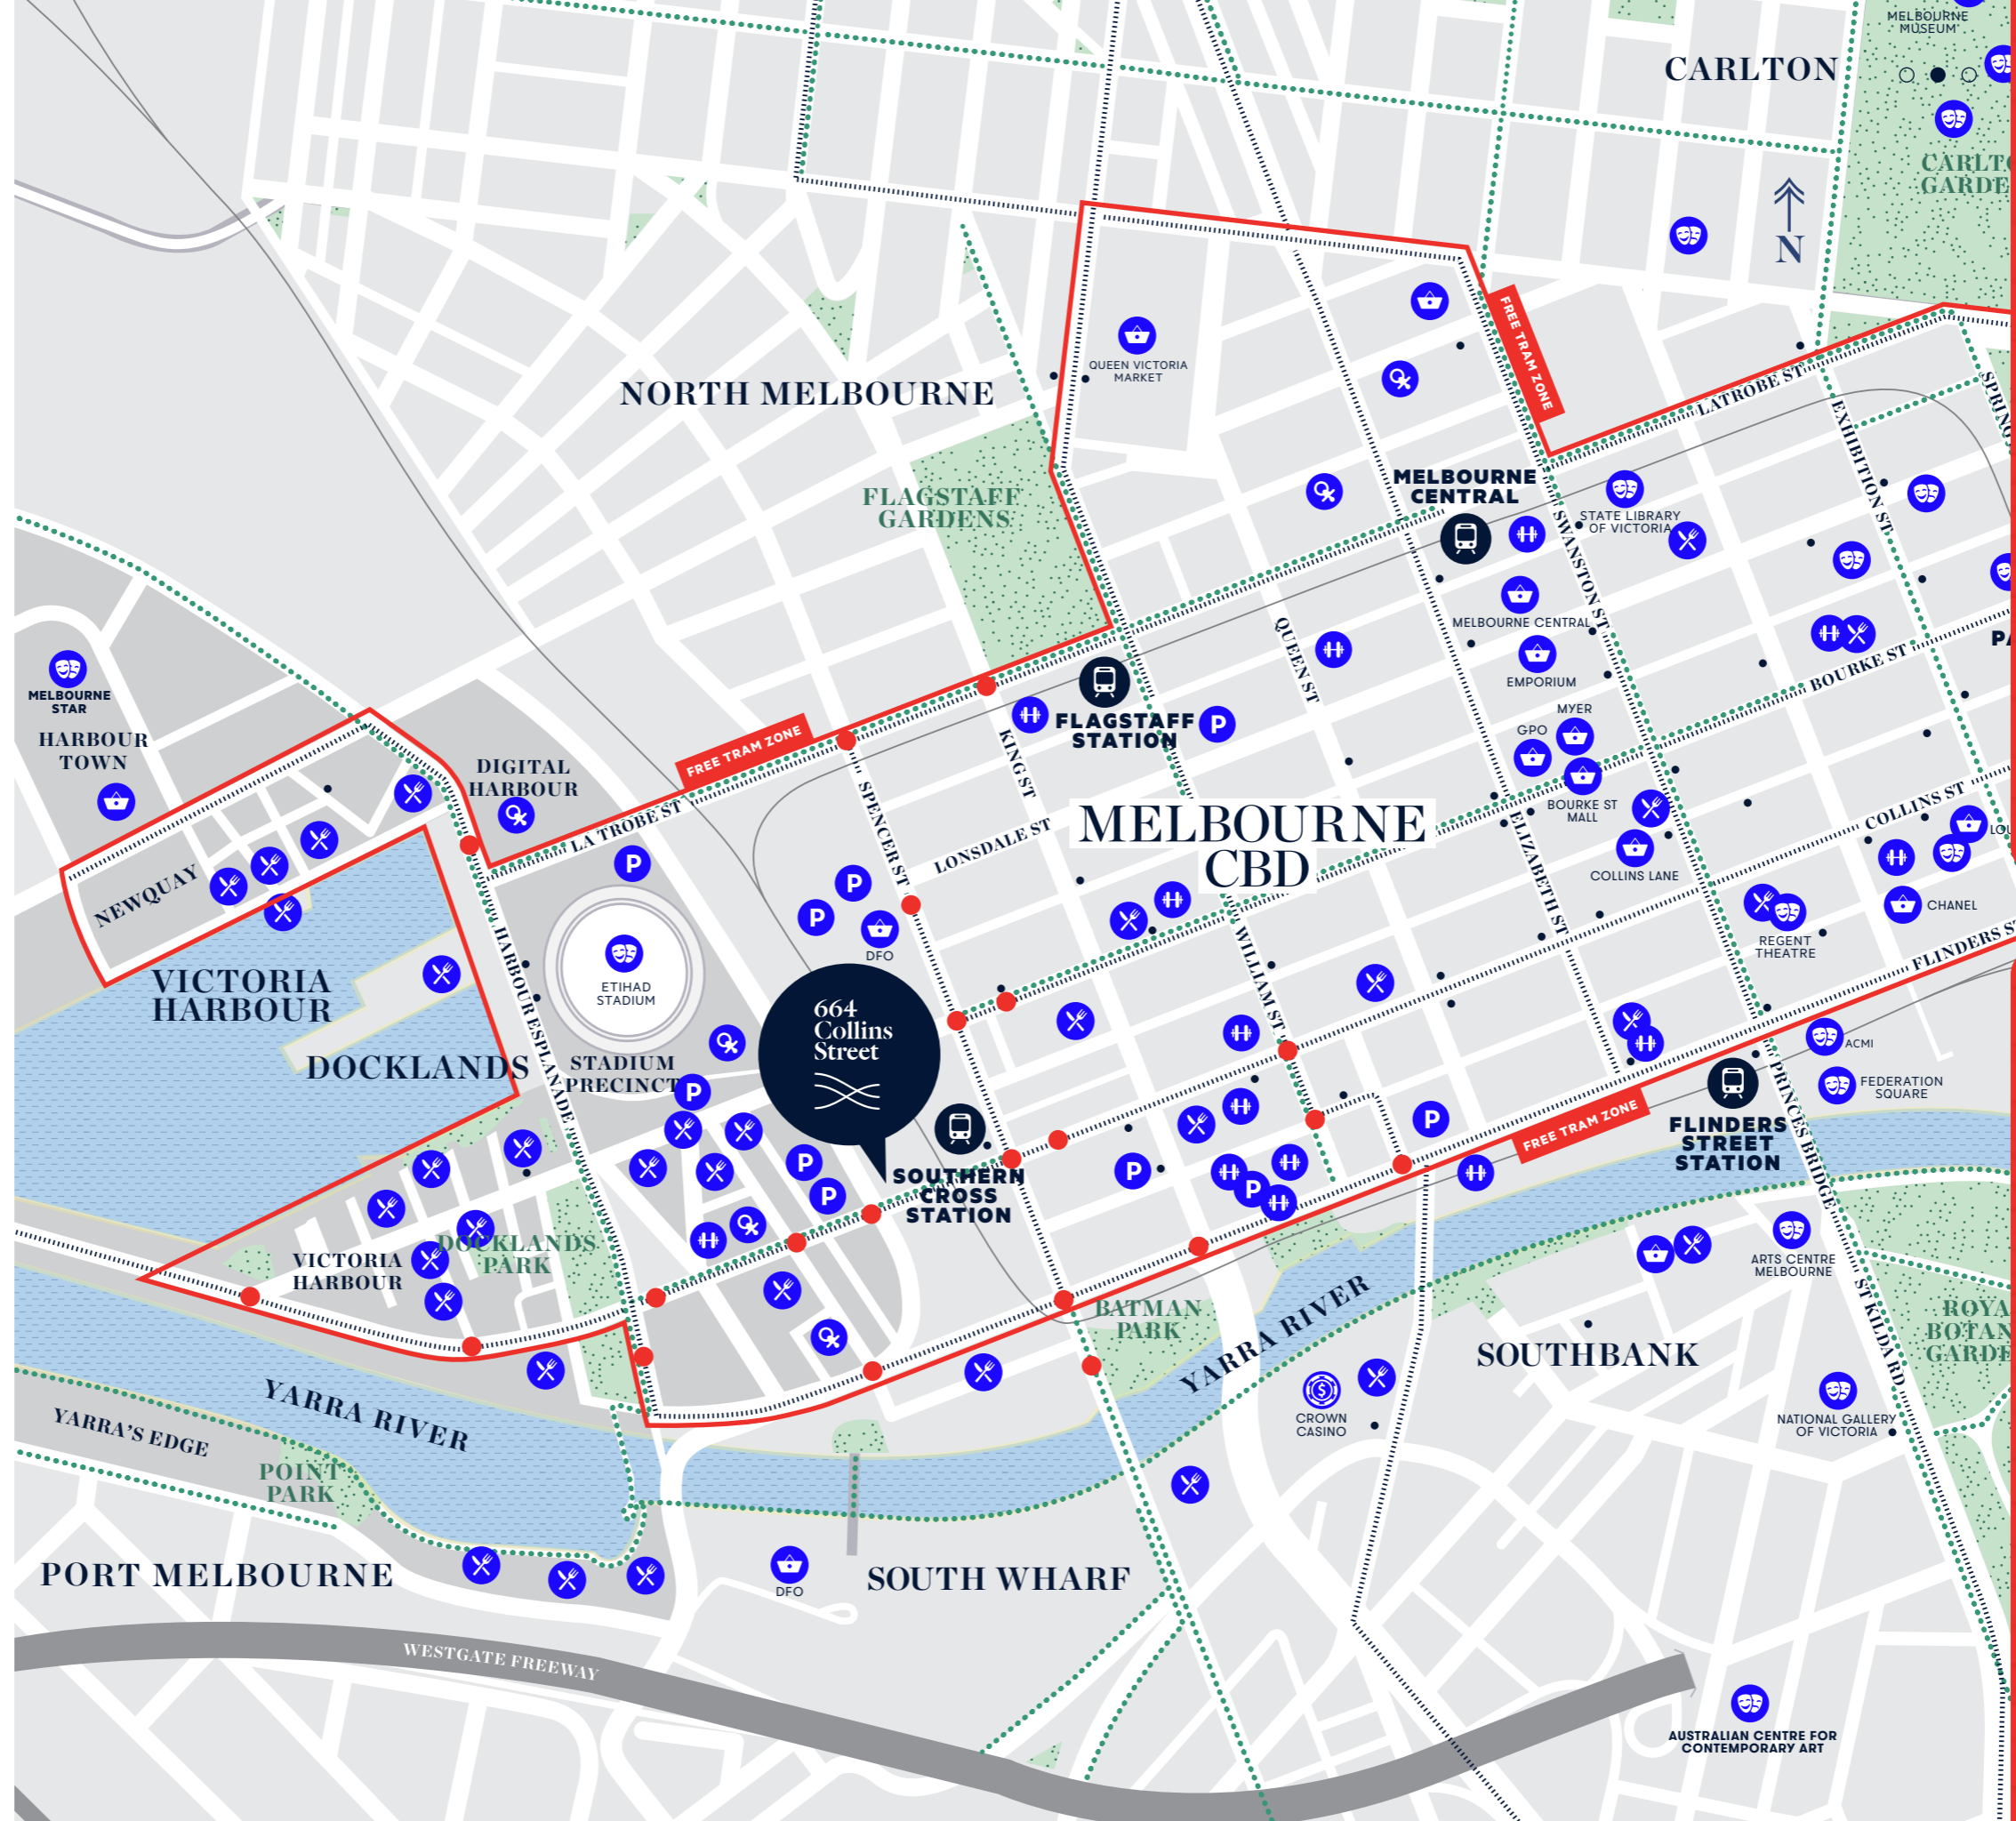 MELBOURNE
MUSEUM
CARLTON
N
FREE TRAM ZONE
QUEEN VICTORIA
MARKET
NORTH MELBOURNE
LATROBE ST
EXHIBITION ST
FLAGSTAFF
GARDENS
MELBOURNE
CENTRAL
STATE LIBRARY
OF VICTORIA
SWANSTON ST
MELBOURNE CENTRAL
QUEEN ST
EMPORIUM
BOURKE ST
MELBOURNE
STAR
HARBOUR
TOWN
DIGITAL
HARBOUR
FREE TRAM ZONE
LA TROBE ST
FLAGSTAFF
STATION
P
KING ST
SPENCER ST
LONSDALE ST
MYER
GPO
BOURKE ST
MALL
MELBOURNE
CBD
ELIZABETH ST
COLLINS LANE
COLLINS ST
CHANEL
REGENT
THEATRE
FLINDERS S
NEWQUAY
P
P
P
DFO
VICTORIA
HARBOUR
HARBOUR ESPLANADE
ETIHAD
STADIUM
WILLIAM ST
664
Collins
Street
DOCKLANDS
STADIUM
PRECINCT
P
ACMI
FEDERATION
SQUARE
FREE TRAM ZONE
FLINDERS
STREET
STATION
PRINCES BRIDGE
P
P
P
P
P
SOUTHERN
CROSS
STATION
VICTORIA
HARBOUR
DOCKLANDS
PARK
BATMAN
PARK
YARRA RIVER
SOUTHBANK
ARTS CENTRE
MELBOURNE
ST KILDA RD
CROWN
CASINO
NATIONAL GALLERY
OF VICTORIA
YARRA RIVER
YARRA'S EDGE
POINT
PARK
PORT MELBOURNE
DFO
SOUTH WHARF
WESTGATE FREEWAY
AUSTRALIAN CENTRE FOR
CONTEMPORARY ART